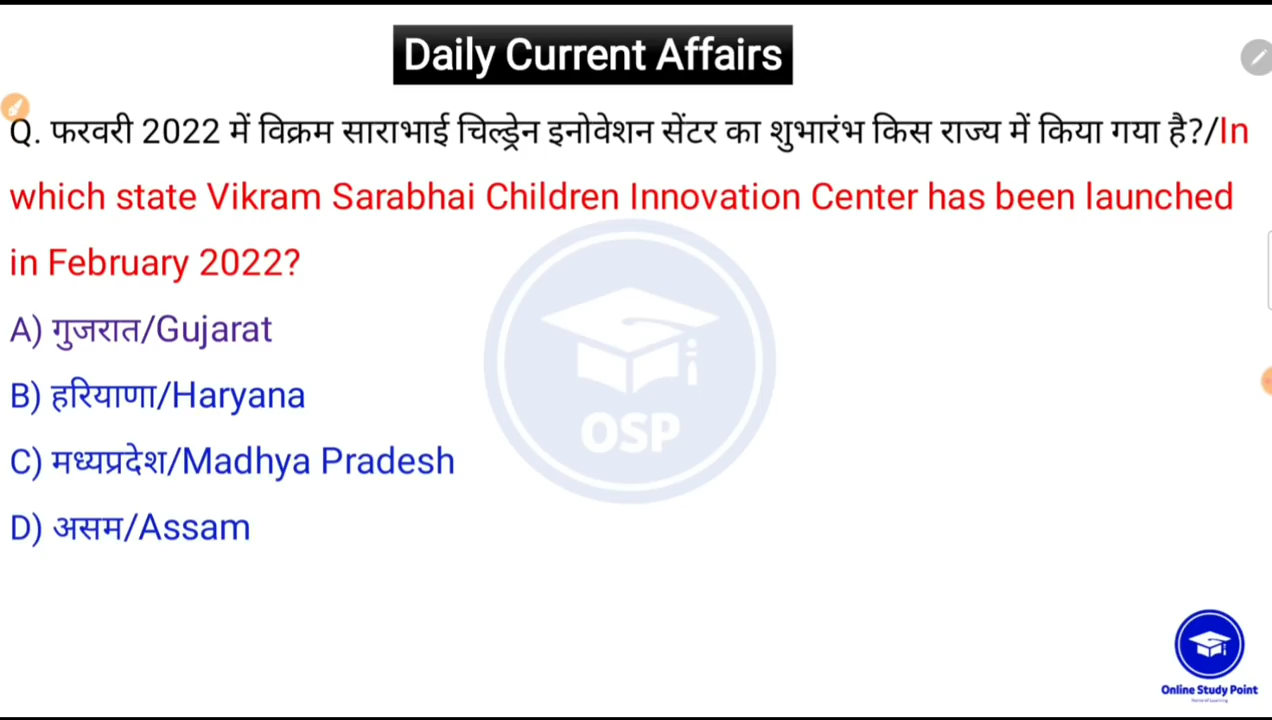 Daily Current Affairs
Q. फरवरी 2022 में विक्रम साराभाई चिल्ड्रेन इनोवेशन सेंटर का शुभारंभ किस राज्य में किया गया है?/In
which state Vikram Sarabhai Children Innovation Center has been launched
in February 2022?
A) गुजरात/Gujarat
B) हरियाणा/Haryana
C) मध्यप्रदेश/Madhya Pradesh
D) असम/Assam
OSP
Online Study Point